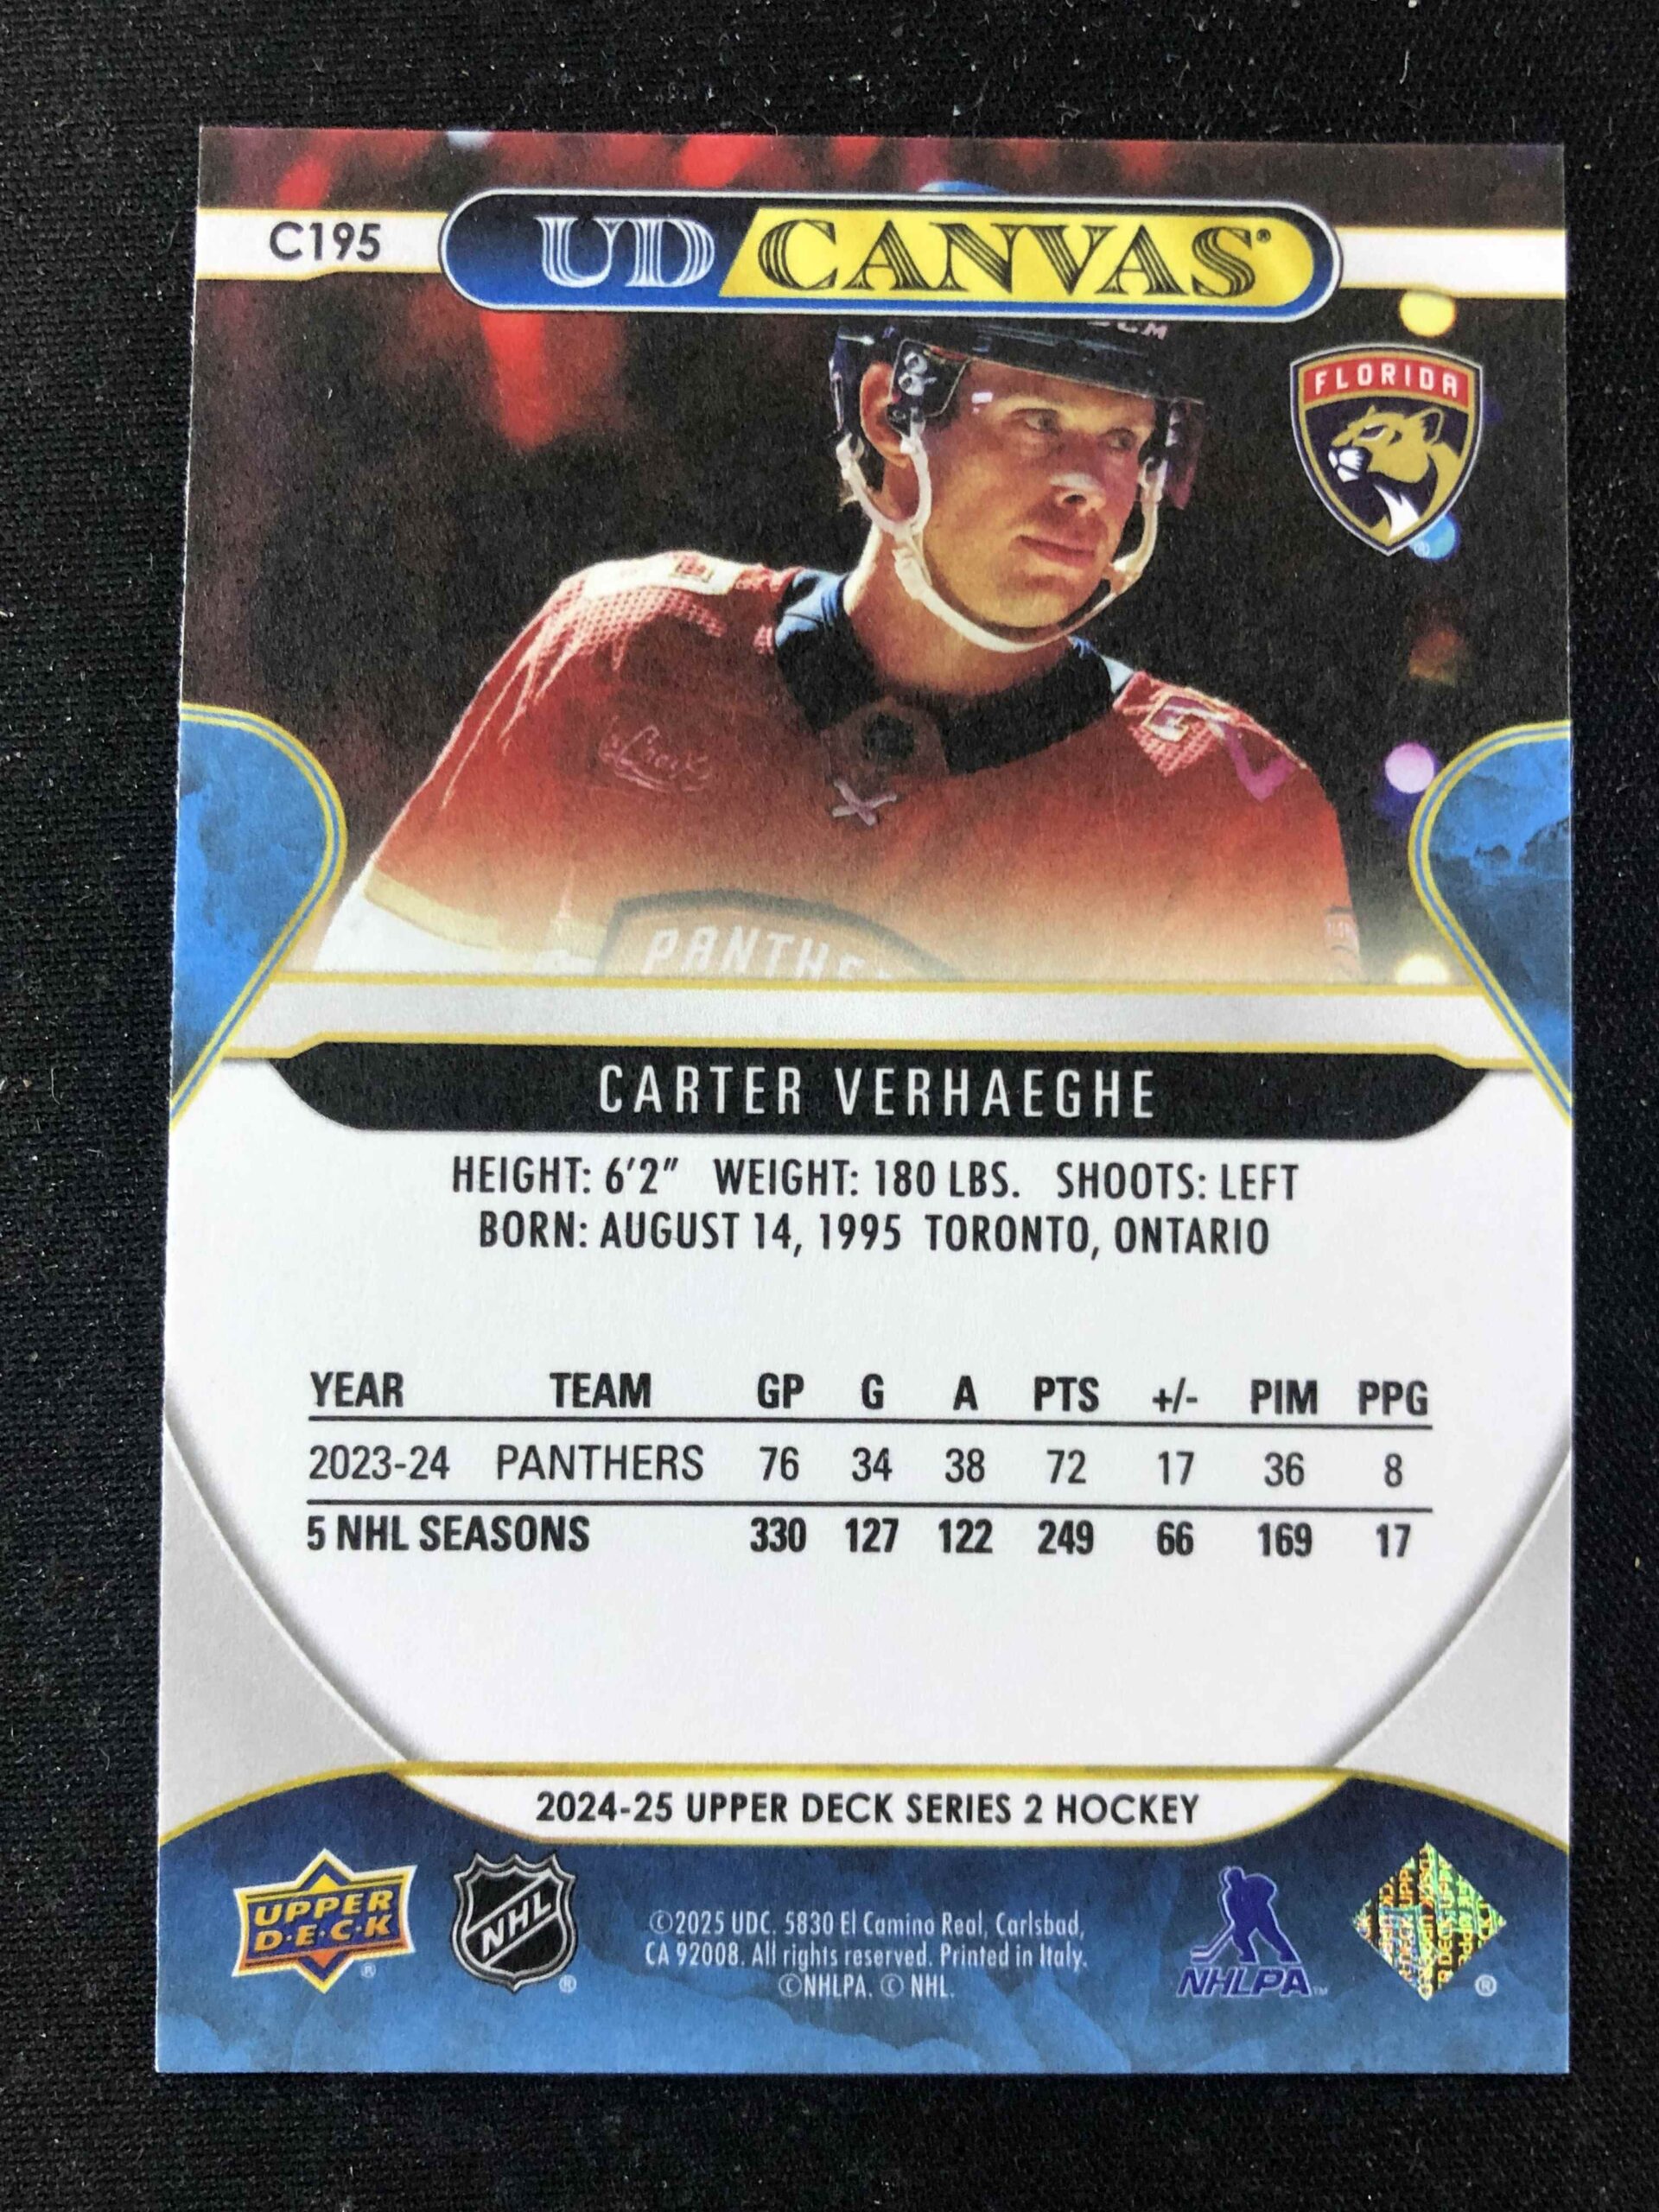 C195
UD CANVAS®
CCM
FLORIDA
PANTHE
CARTER VERHAEGHE
HEIGHT: 6'2" WEIGHT: 180 LBS. SHOOTS: LEFT
BORN: AUGUST 14, 1995 TORONTO, ONTARIO
YEAR TEAM GP G A PTS +/- PIM PPG
2023-24 PANTHERS 76 34 38 72 17 36 8
5 NHL SEASONS 330 127 122 249 66 169 17
2024-25 UPPER DECK SERIES 2 HOCKEY
UPPER
D·E·C·K
®
NHL
®
©2025 UDC. 5830 El Camino Real, Carlsbad,
CA 92008. All rights reserved. Printed in Italy.
©NHLPA. © NHL.
NHLPA™
®